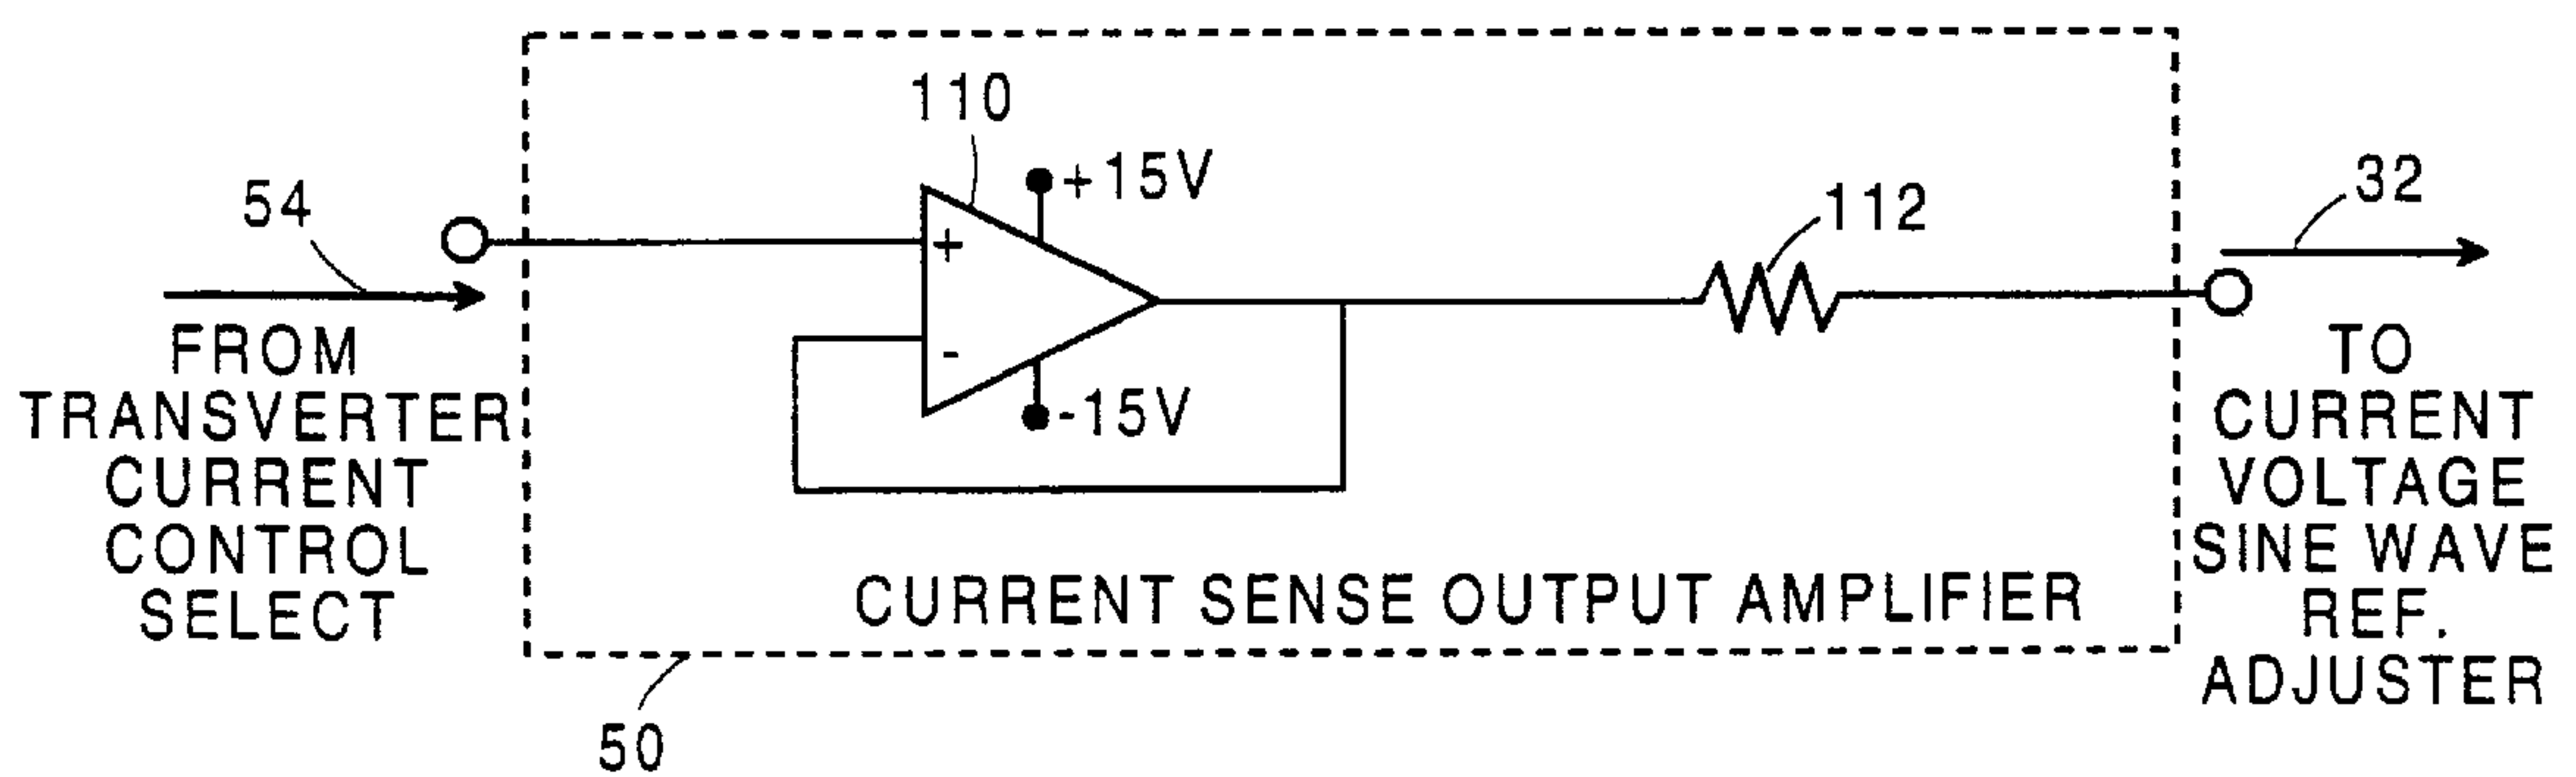 110
+15V
54
+
-
-15V
112
32
FROM
TRANSVERTER
CURRENT
CONTROL
SELECT
TO
CURRENT
VOLTAGE
SINE WAVE
REF.
ADJUSTER
CURRENT SENSE OUTPUT AMPLIFIER
50